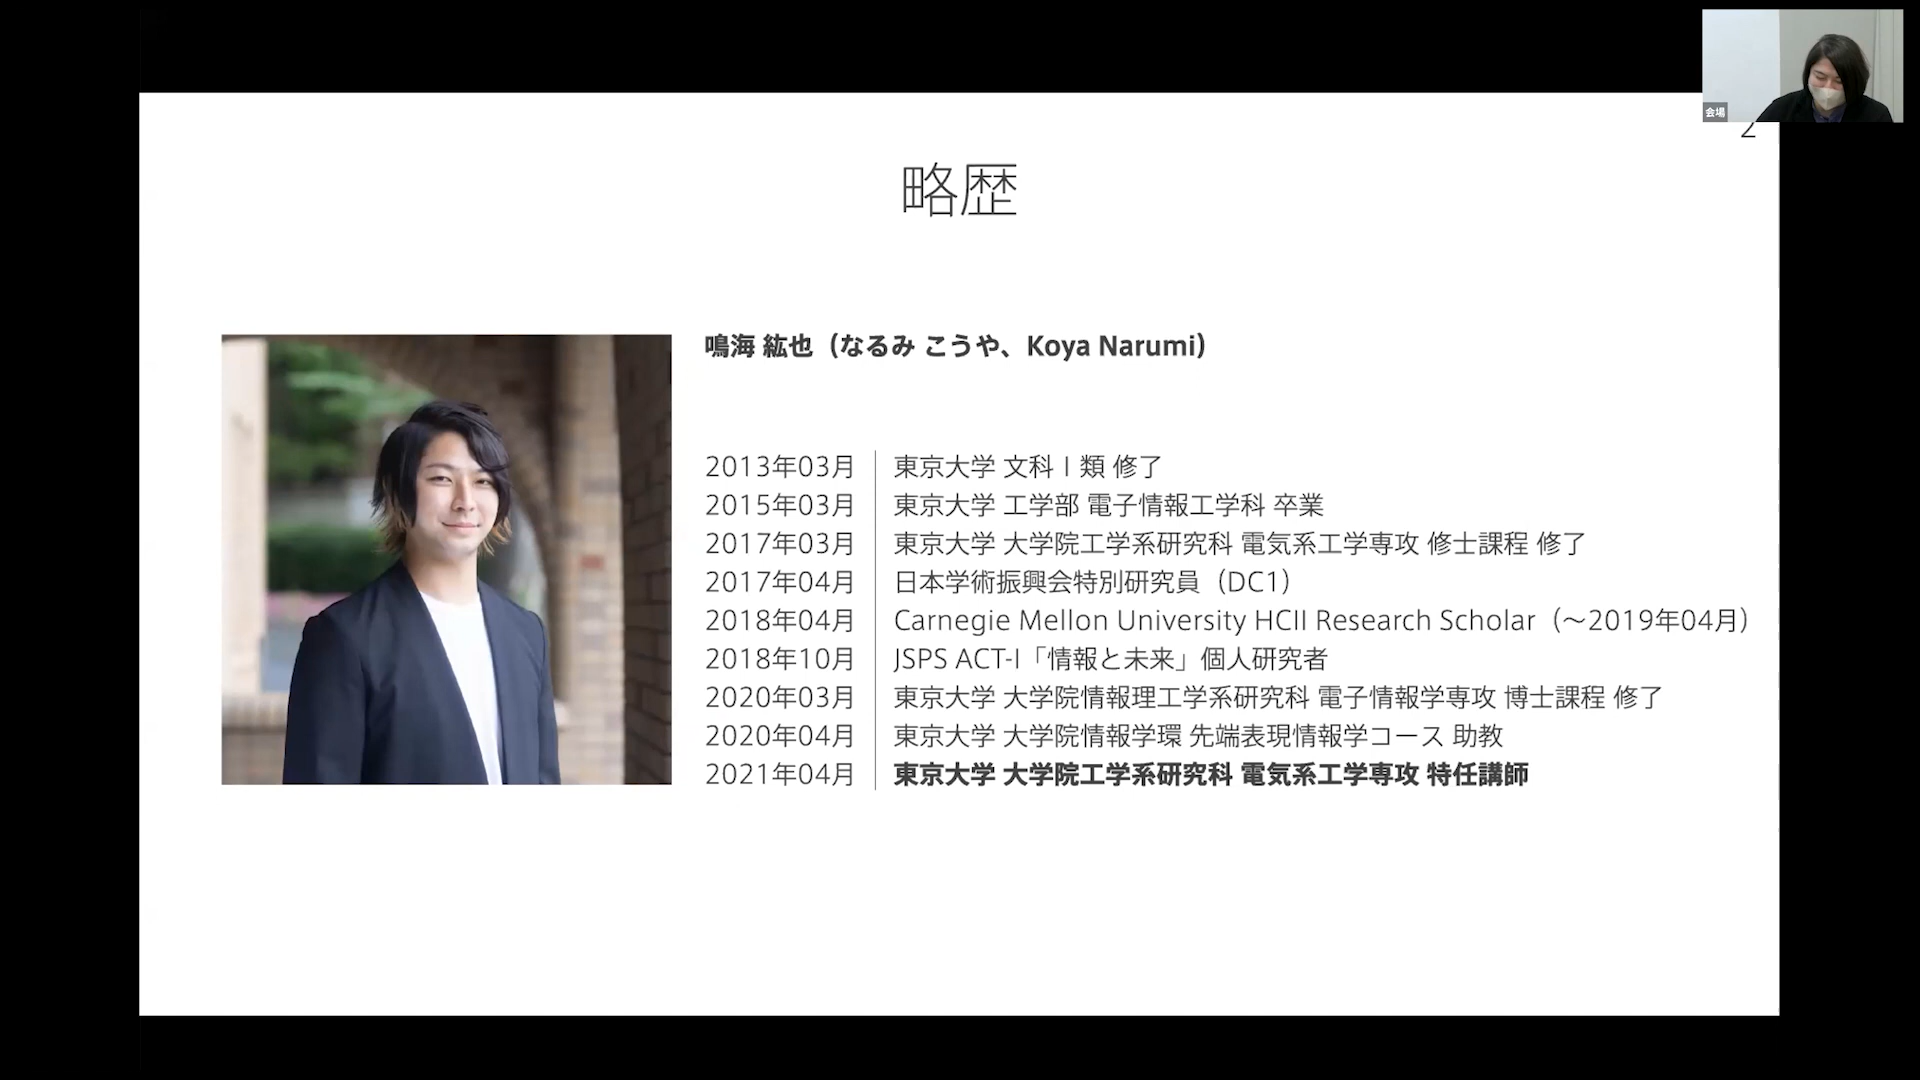 会場
2
略歴
鳴海 紘也（なるみ こうや、Koya Narumi）
2013年03月 東京大学 文科Ⅰ類 修了
2015年03月 東京大学 工学部 電子情報工学科 卒業
2017年03月 東京大学 大学院工学系研究科 電気系工学専攻 修士課程 修了
2017年04月 日本学術振興会特別研究員（DC1）
2018年04月 Carnegie Mellon University HCII Research Scholar（～2019年04月）
2018年10月 JSPS ACT-I「情報と未来」個人研究者
2020年03月 東京大学 大学院情報理工学系研究科 電子情報学専攻 博士課程 修了
2020年04月 東京大学 大学院情報学環 先端表現情報学コース 助教
2021年04月 東京大学 大学院工学系研究科 電気系工学専攻 特任講師